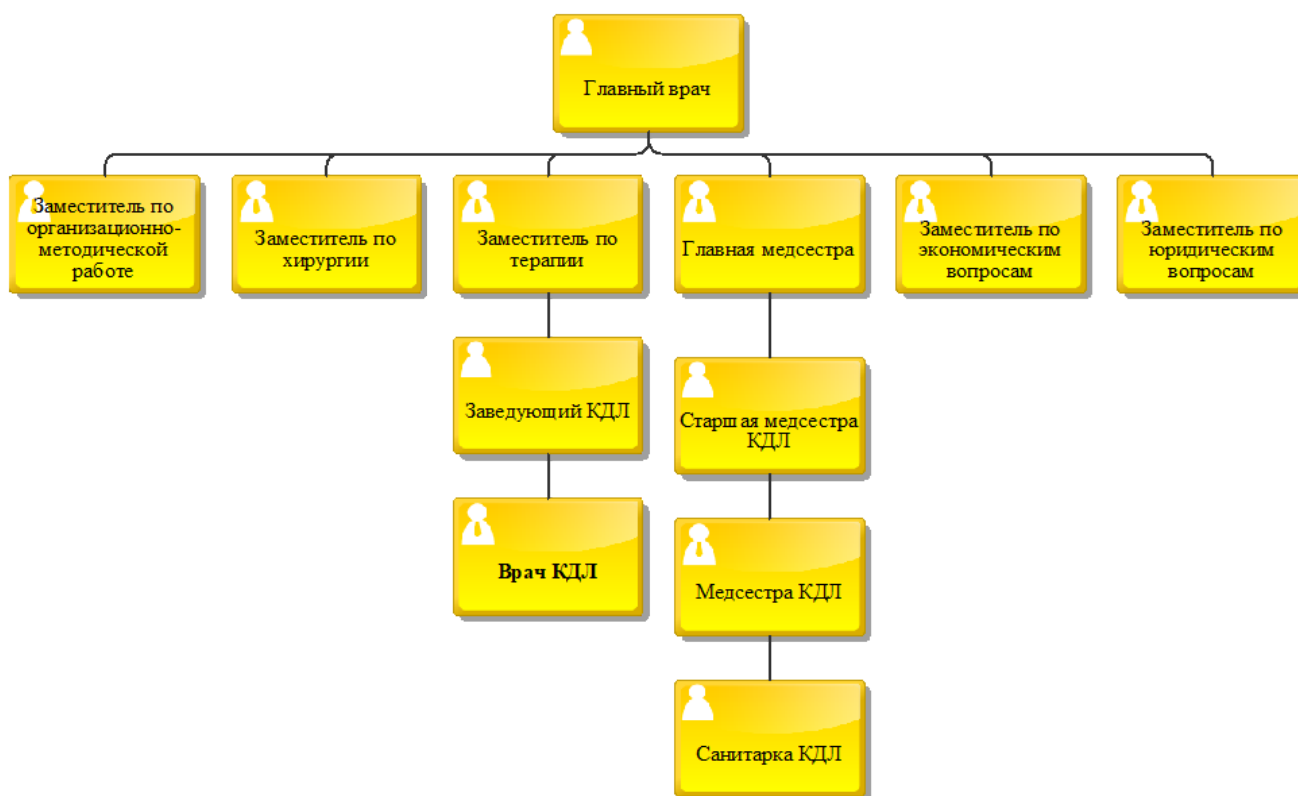 Главный врач
Заместитель по
организационно-
методической
работе
Заместитель по
хирургии
Заместитель по
терапии
Главная медсестра
Заместитель по
экономическим
вопросам
Заместитель по
юридическим
вопросам
Заведующий КДЛ
Старшая медсестра
КДЛ
Врач КДЛ
Медсестра КДЛ
Санитарка КДЛ